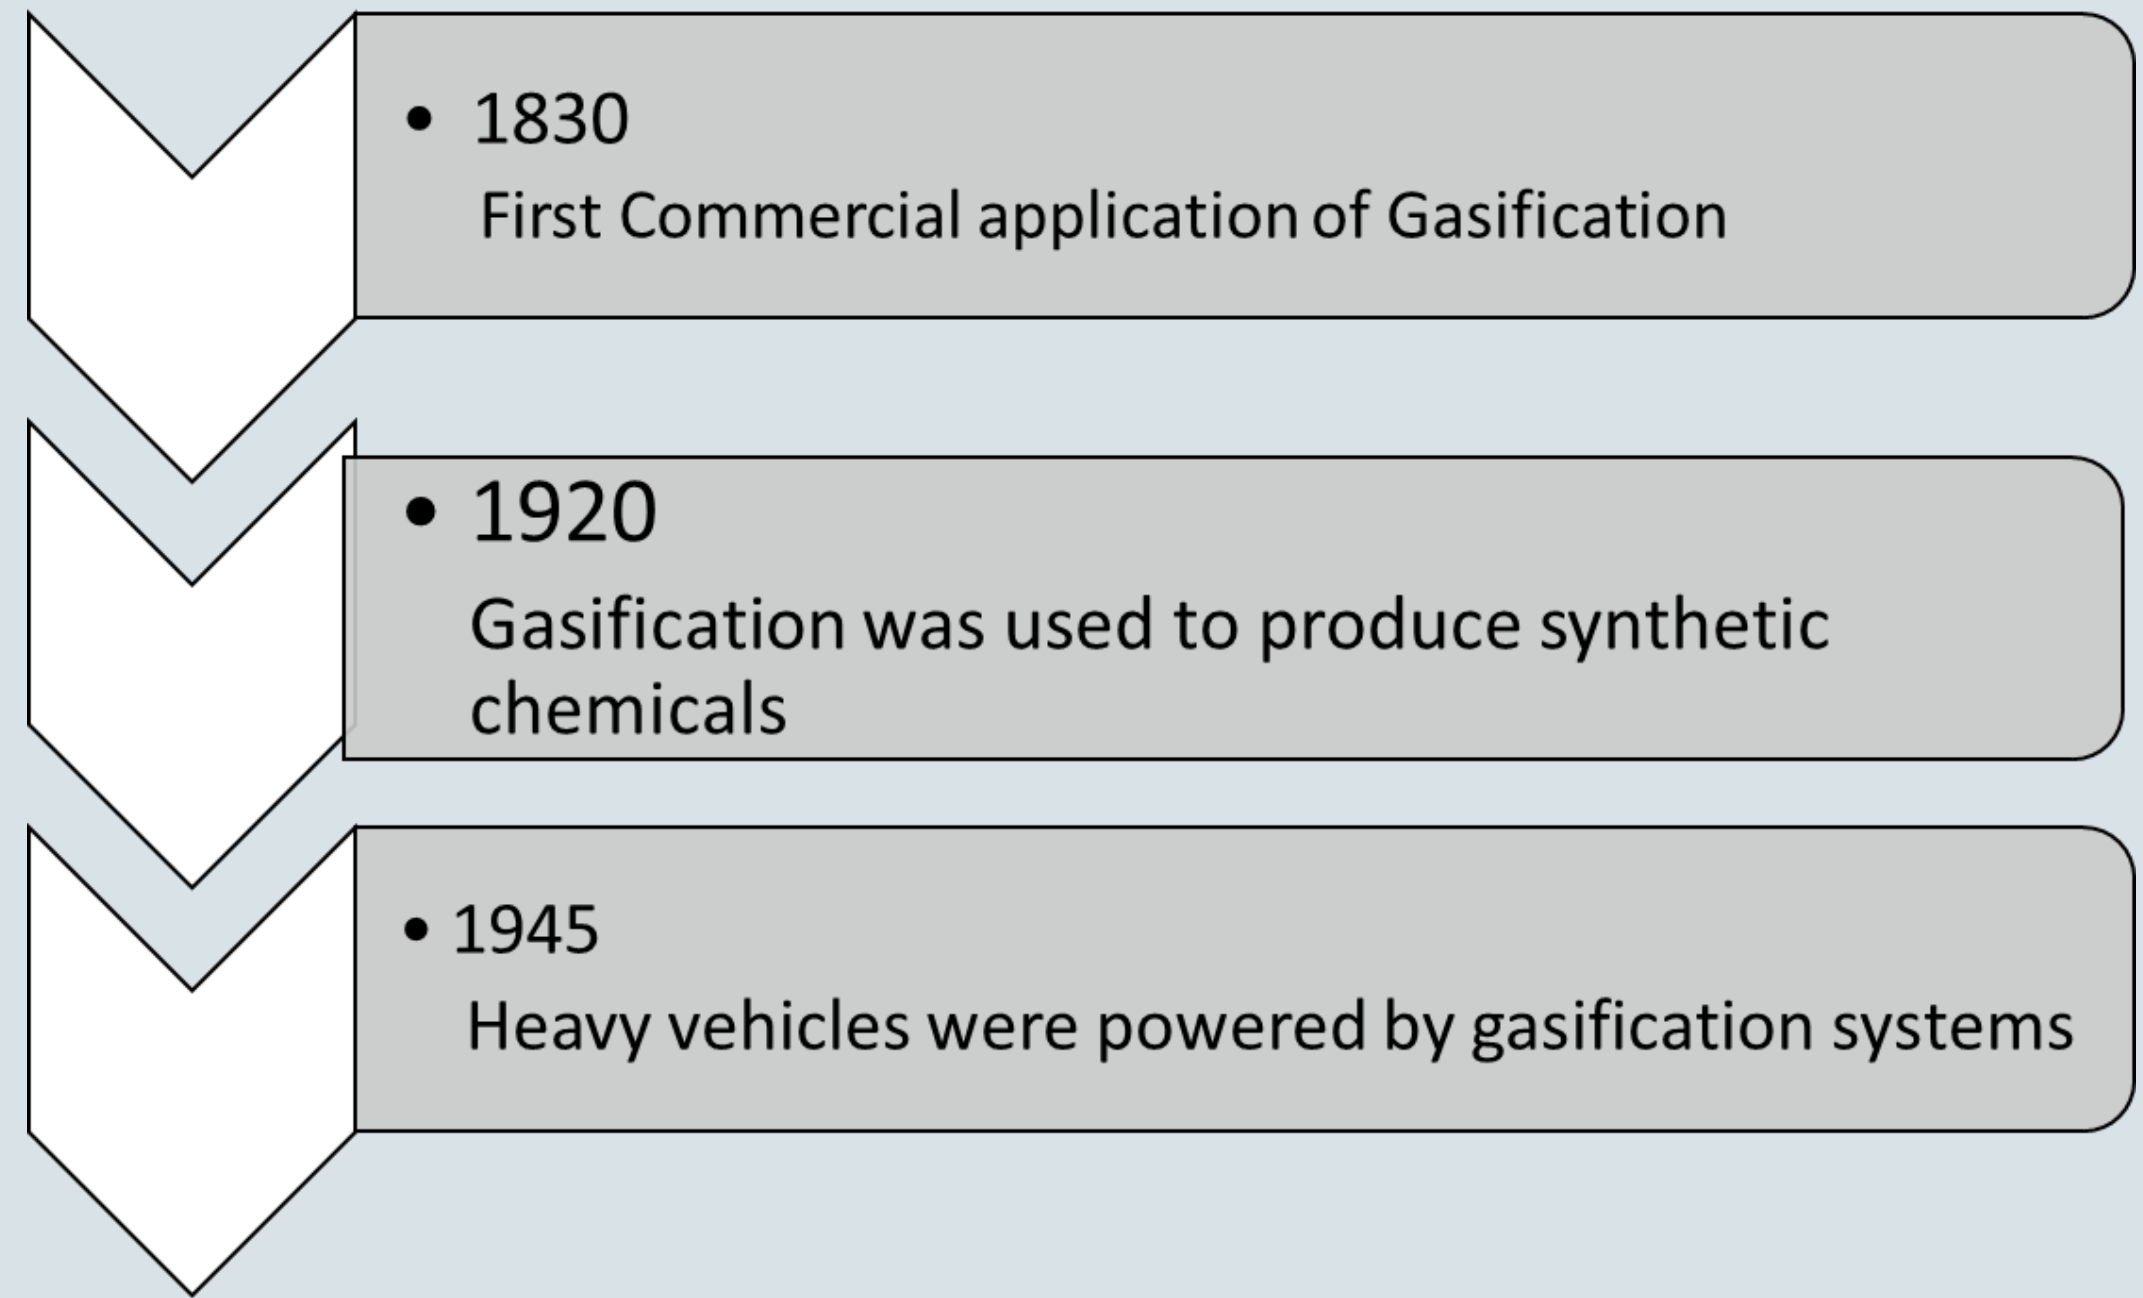 • 1830
First Commercial application of Gasification
• 1920
Gasification was used to produce synthetic
chemicals
• 1945
Heavy vehicles were powered by gasification systems